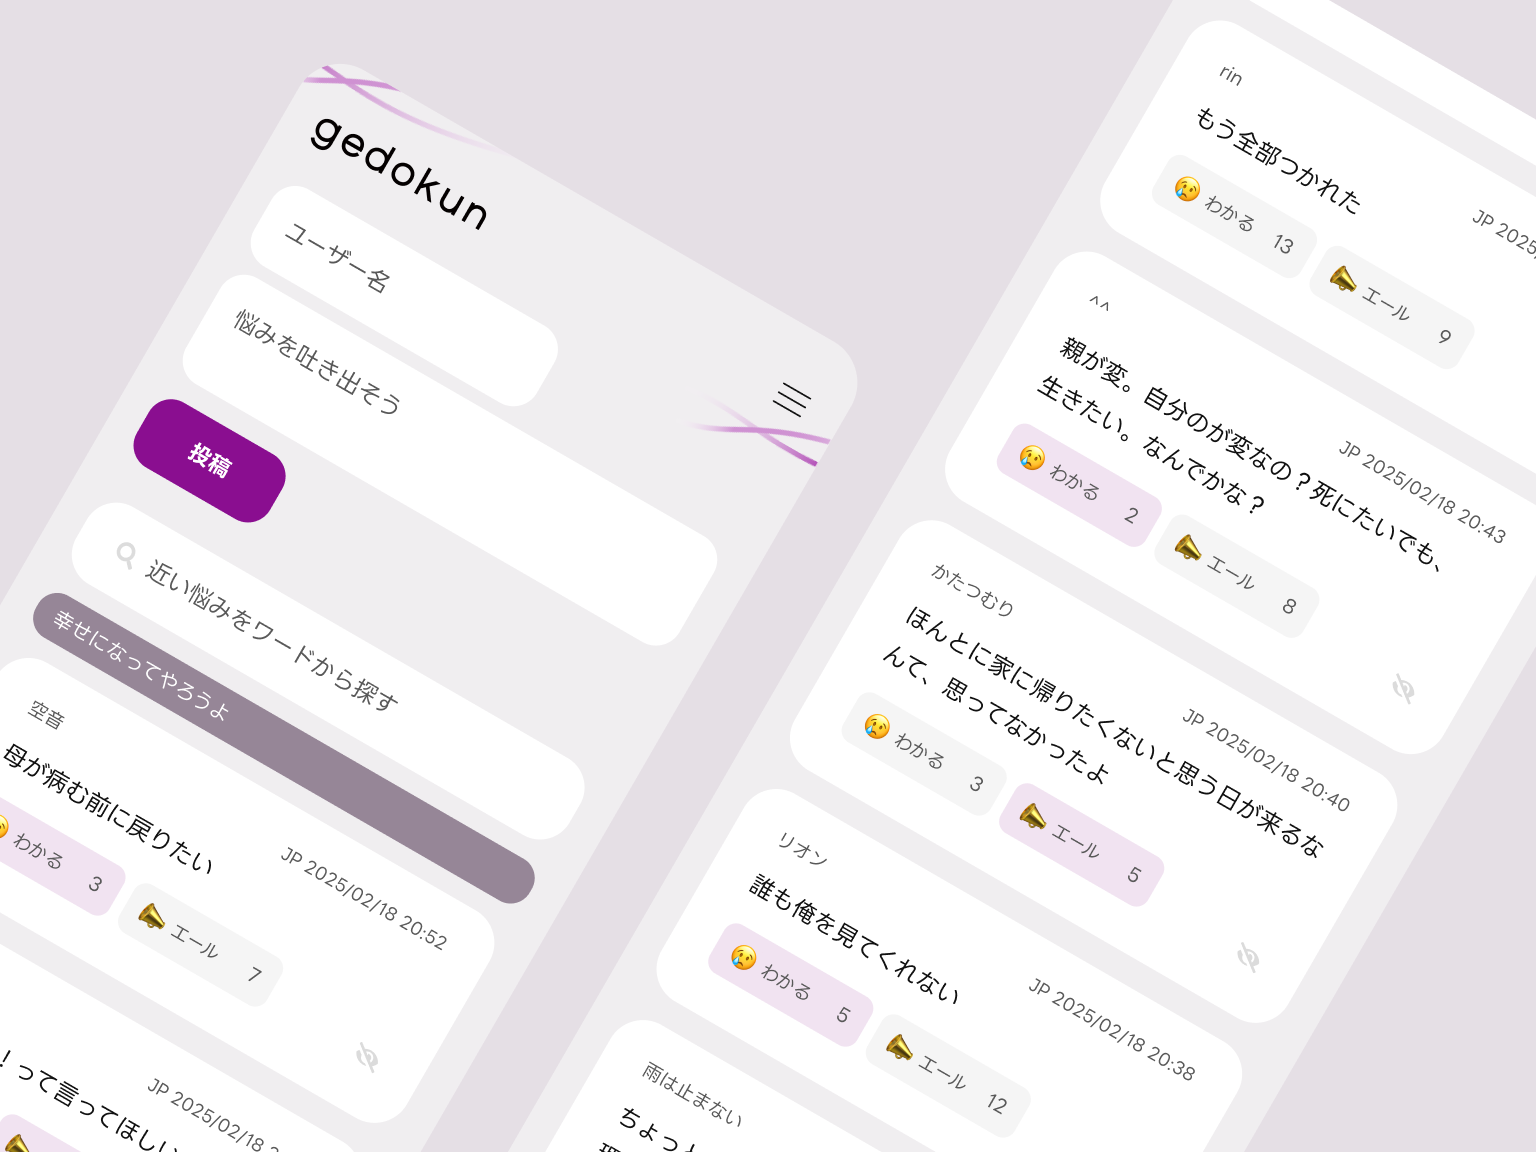 gedokun
ユーザー名
悩みを吐き出そう
投稿
近い悩みをワードから探す
幸せになってやろうよ
空音
JP 2025/02/18 20:52
母が病む前に戻りたい
わかる 3
エール 7
JP 2025/02/18 2
！って言ってほしい
rin
JP 2025/
もう全部つかれた
わかる 13
エール 9
^^
JP 2025/02/18 20:43
親が変。自分のが変なの？死にたいでも、
生きたい。なんでかな？
わかる 2
エール 8
かたつむり
JP 2025/02/18 20:40
ほんとに家に帰りたくないと思う日が来るな
んて、思ってなかったよ
わかる 3
エール 5
リオン
JP 2025/02/18 20:38
誰も俺を見てくれない
わかる 5
エール 12
雨は止まない
ちょっと